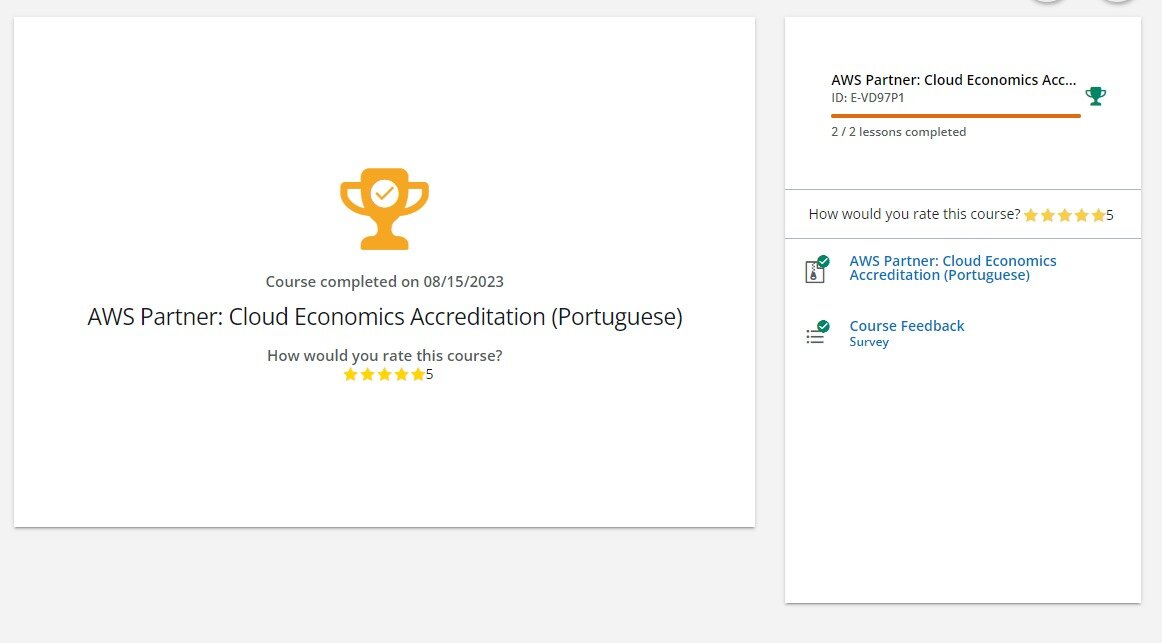 Course completed on 08/15/2023
AWS Partner: Cloud Economics Accreditation (Portuguese)
How would you rate this course?
5
AWS Partner: Cloud Economics Acc...
ID: E-VD97P1
2 / 2 lessons completed
How would you rate this course? 5
AWS Partner: Cloud Economics
Accreditation (Portuguese)
Course Feedback
Survey